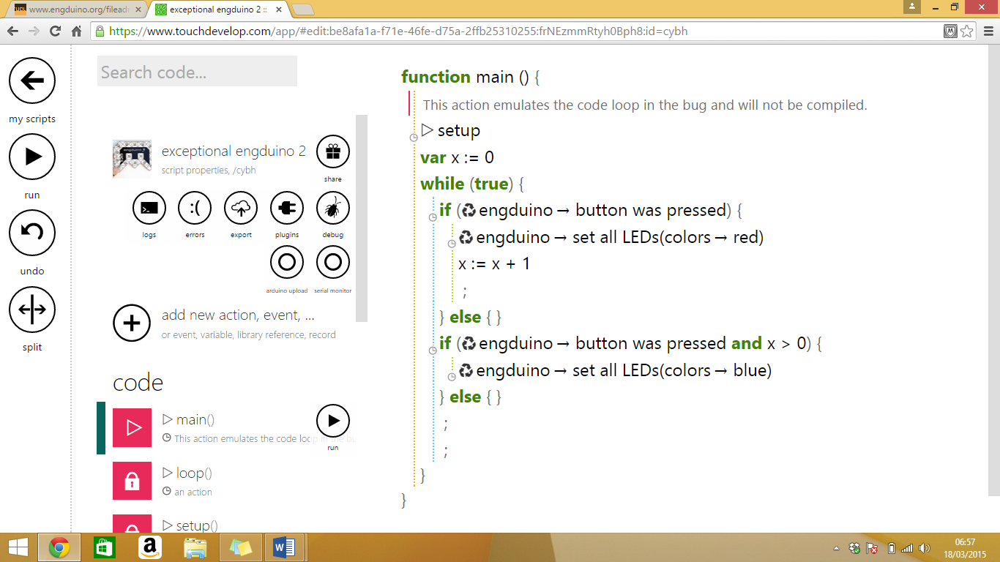 www.engduino.org/filead
exceptional engduino 2 ::
https://www.touchdevelop.com/app/#edit:be8afa1a-f71e-46fe-d75a-2ffb25310255:frNEzmmRtyh0Bph8:id=cybh
my scripts
run
undo
split
Search code...
exceptional engduino 2
script properties, /cybh
share
logs
errors
export
plugins
debug
arduino upload
serial monitor
add new action, event, ...
or event, variable, library reference, record
code
main()
This action emulates the code loop in the bu
run
loop()
an action
setup()
function main () {
This action emulates the code loop in the bug and will not be compiled.
▷ setup
var x := 0
while (true) {
if (♻ engduino → button was pressed) {
♻ engduino → set all LEDs(colors → red)
x := x + 1
;
} else { }
if (♻ engduino → button was pressed and x > 0) {
♻ engduino → set all LEDs(colors → blue)
} else { }
;
;
}
}
06:57
18/03/2015